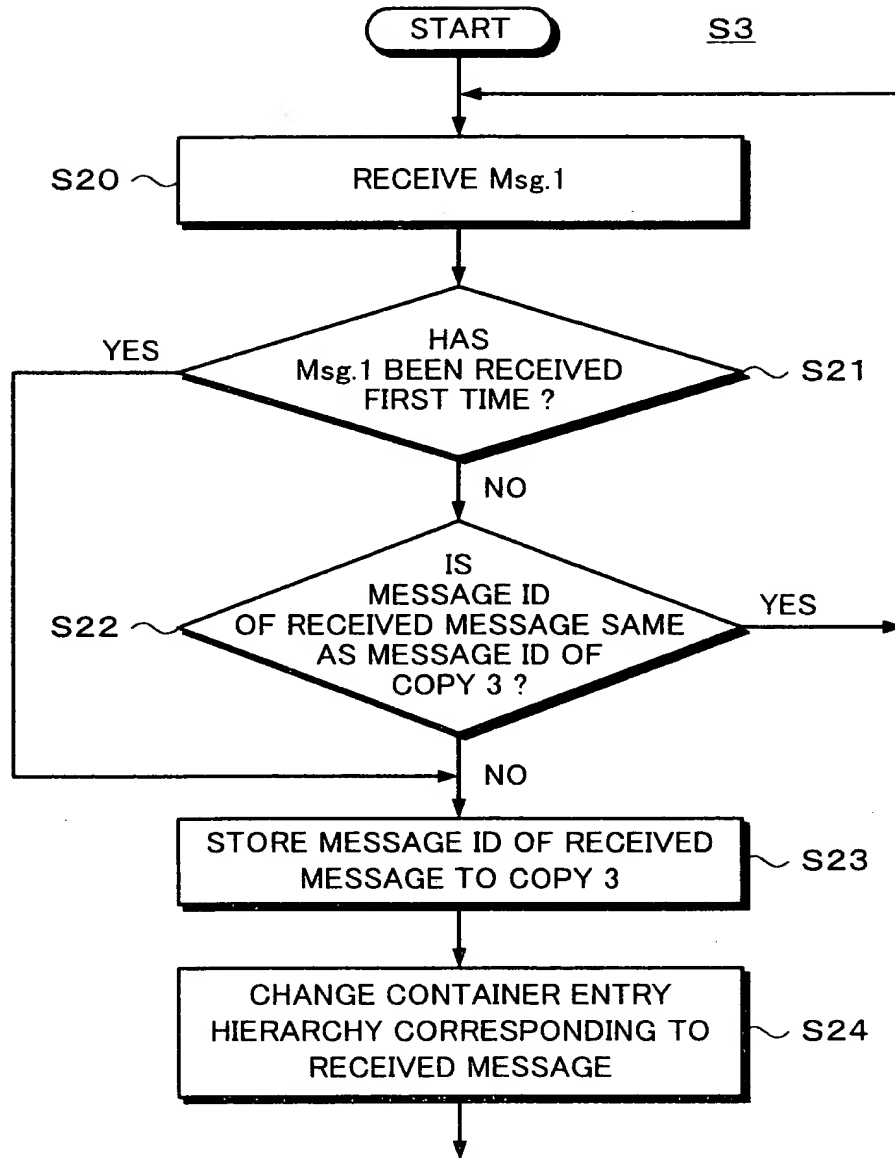 START
S3
S20
RECEIVE Msg.1
YES
HAS
Msg.1 BEEN RECEIVED
FIRST TIME ?
S21
NO
IS
MESSAGE ID
OF RECEIVED MESSAGE SAME
AS MESSAGE ID OF
COPY 3 ?
S22
YES
NO
STORE MESSAGE ID OF RECEIVED
MESSAGE TO COPY 3
S23
CHANGE CONTAINER ENTRY
HIERARCHY CORRESPONDING TO
RECEIVED MESSAGE
S24